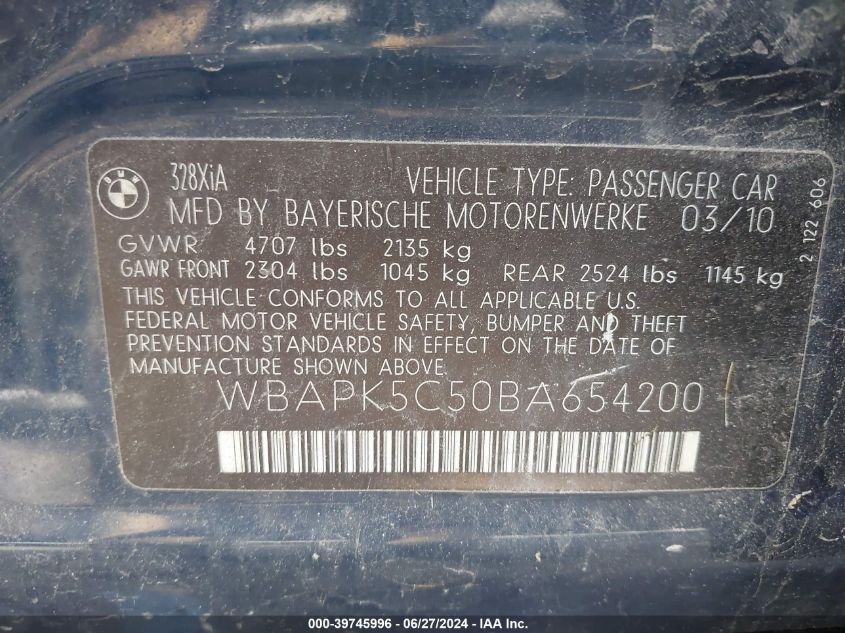 BMW
328XiA VEHICLE TYPE: PASSENGER CAR
MFD BY BAYERISCHE MOTORENWERKE 03/10
GVWR 4707 lbs 2135 kg
GAWR FRONT 2304 lbs 1045 kg REAR 2524 lbs 1145 kg
THIS VEHICLE CONFORMS TO ALL APPLICABLE U.S.
FEDERAL MOTOR VEHICLE SAFETY, BUMPER AND THEFT
PREVENTION STANDARDS IN EFFECT ON THE DATE OF
MANUFACTURE SHOWN ABOVE.
WBAPK5C50BA654200
2 122 606
000-39745996 - 06/27/2024 - IAAI.COM